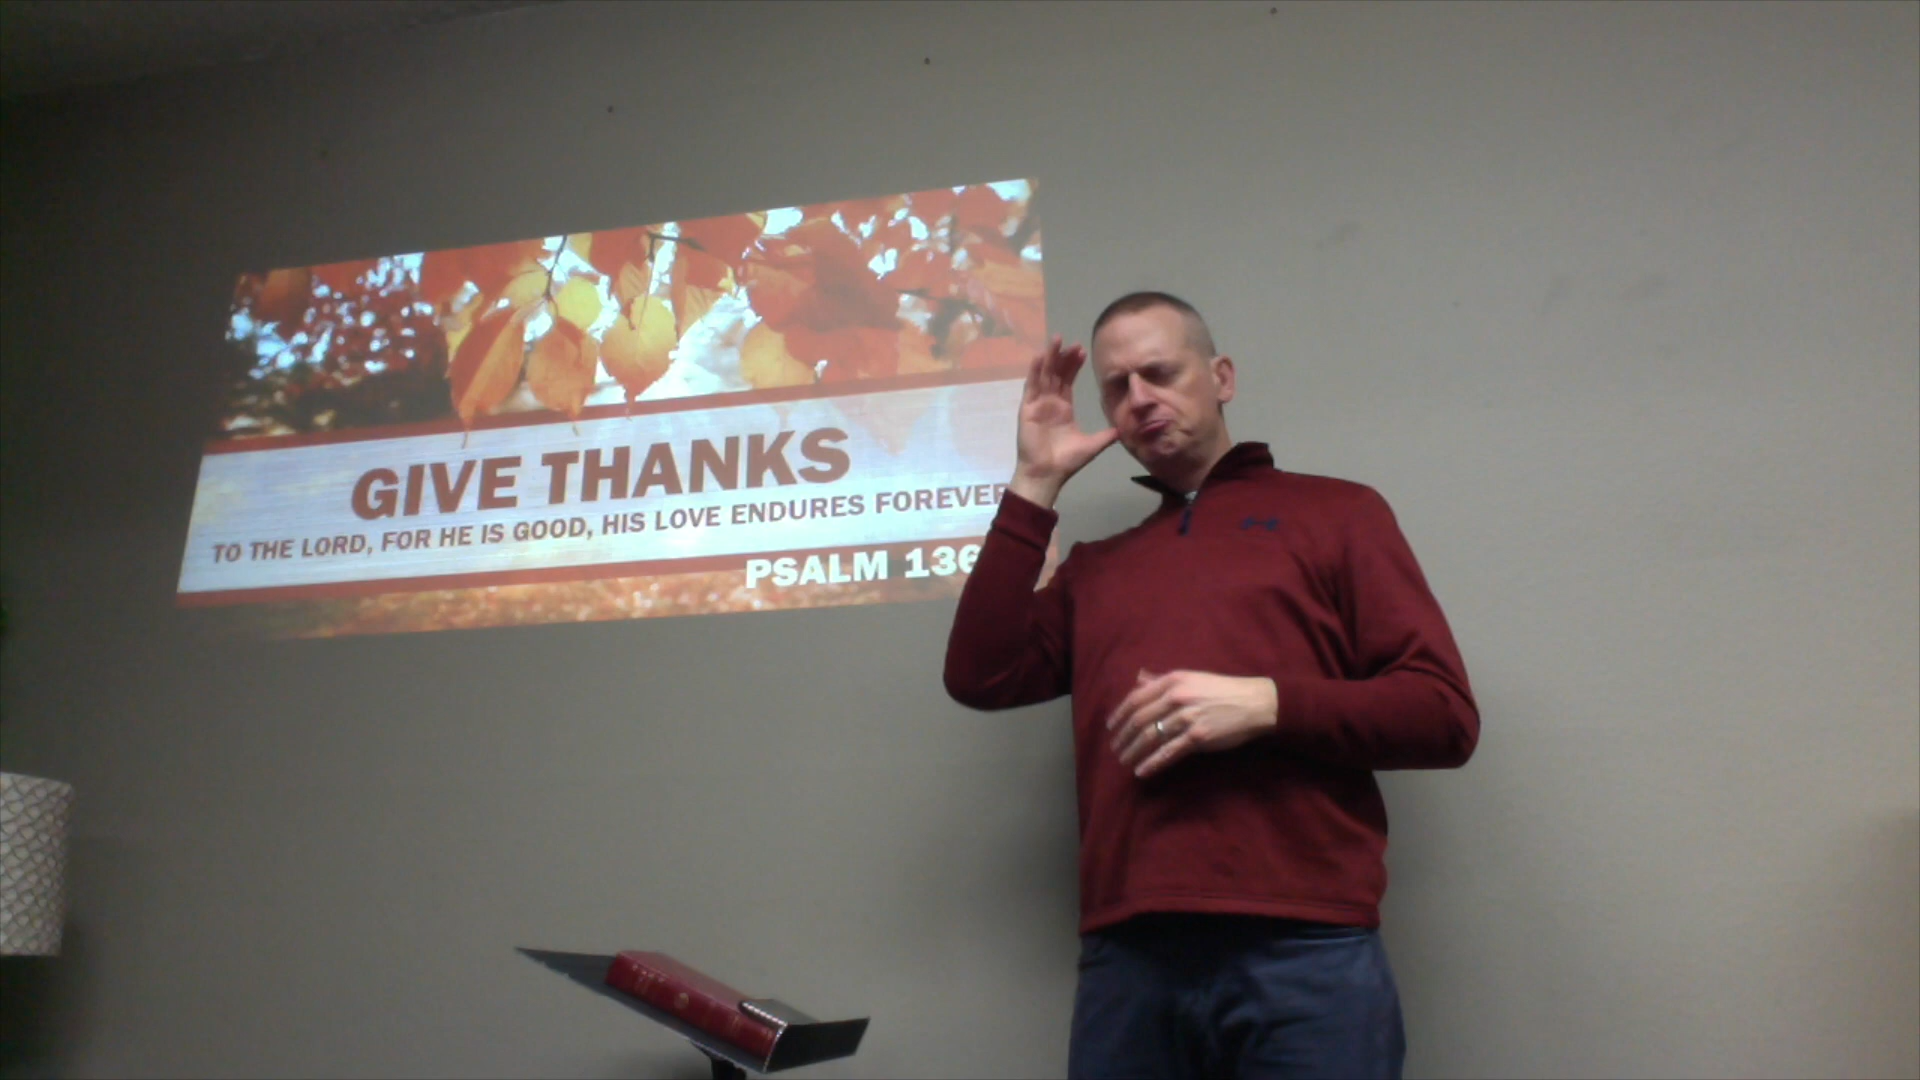 GIVE THANKS
TO THE LORD, FOR HE IS GOOD, HIS LOVE ENDURES FOREVER
PSALM 136